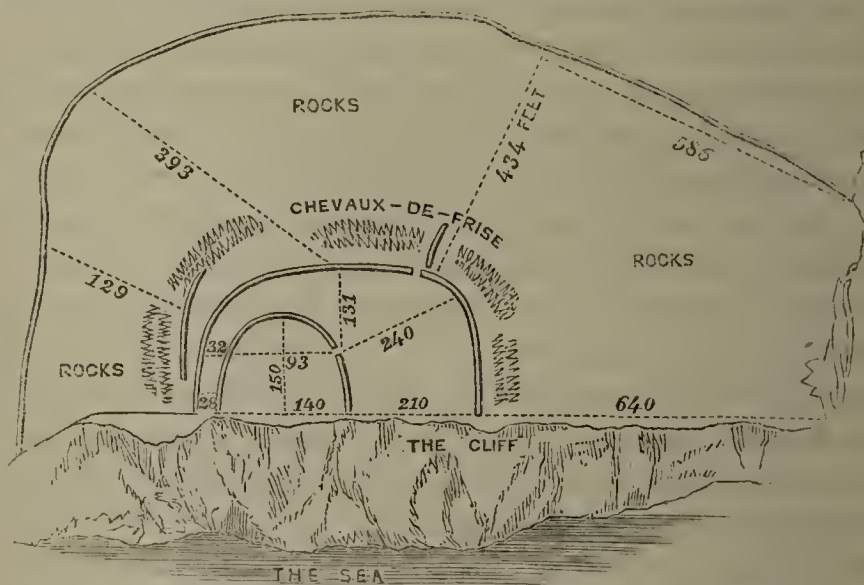 ROCKS
434 FEET
586
393
CHEVAUX-DE-FRISE
ROCKS
129
131
240
32
93
ROCKS
150
28
140
210
640
THE CLIFF
THE SEA